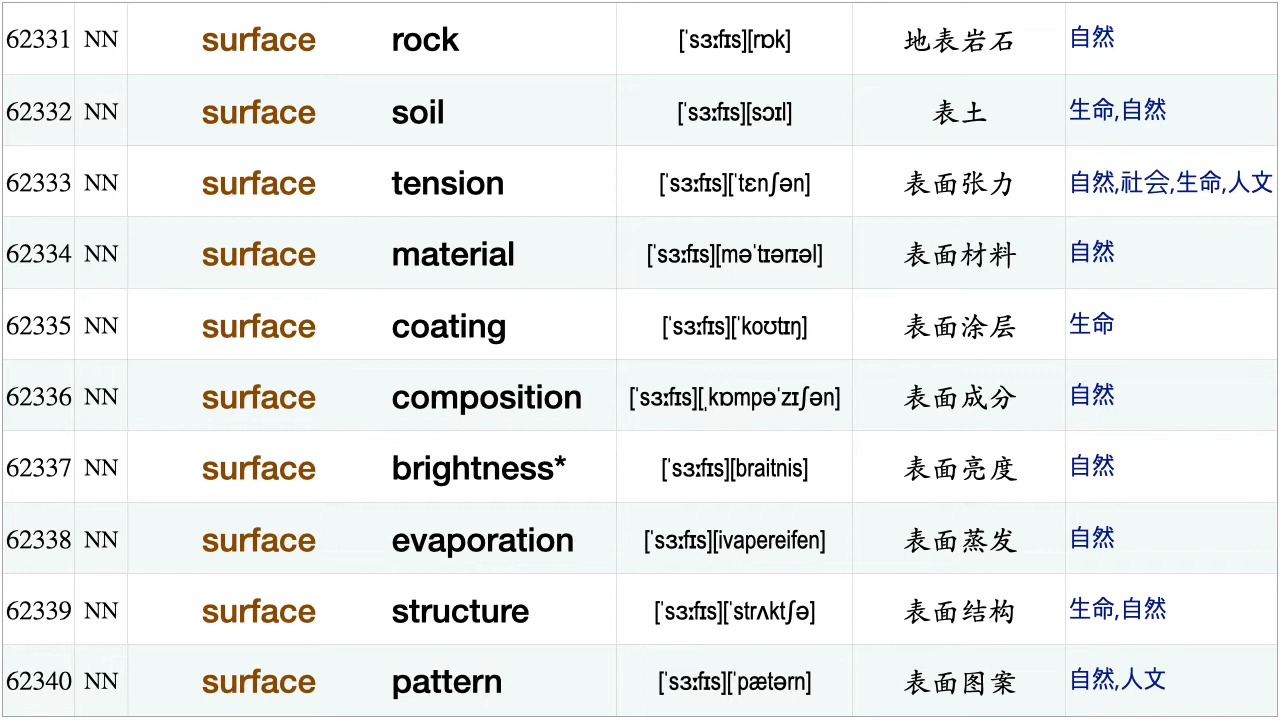 62331 NN surface rock [ˈsɜːfɪs][rɒk] 地表岩石 自然
62332 NN surface soil [ˈsɜːfɪs][sɔɪl] 表土 生命,自然
62333 NN surface tension [ˈsɜːfɪs][ˈtɛnʃən] 表面张力 自然,社会,生命,人文
62334 NN surface material [ˈsɜːfɪs][məˈtɪərɪəl] 表面材料 自然
62335 NN surface coating [ˈsɜːfɪs][ˈkoʊtɪŋ] 表面涂层 生命
62336 NN surface composition [ˈsɜːfɪs][ˌkɒmpəˈzɪʃən] 表面成分 自然
62337 NN surface brightness* [ˈsɜːfɪs][braitnis] 表面亮度 自然
62338 NN surface evaporation [ˈsɜːfɪs][ivapereifen] 表面蒸发 自然
62339 NN surface structure [ˈsɜːfɪs][ˈstrʌktʃə] 表面结构 生命,自然
62340 NN surface pattern [ˈsɜːfɪs][ˈpætərn] 表面图案 自然,人文